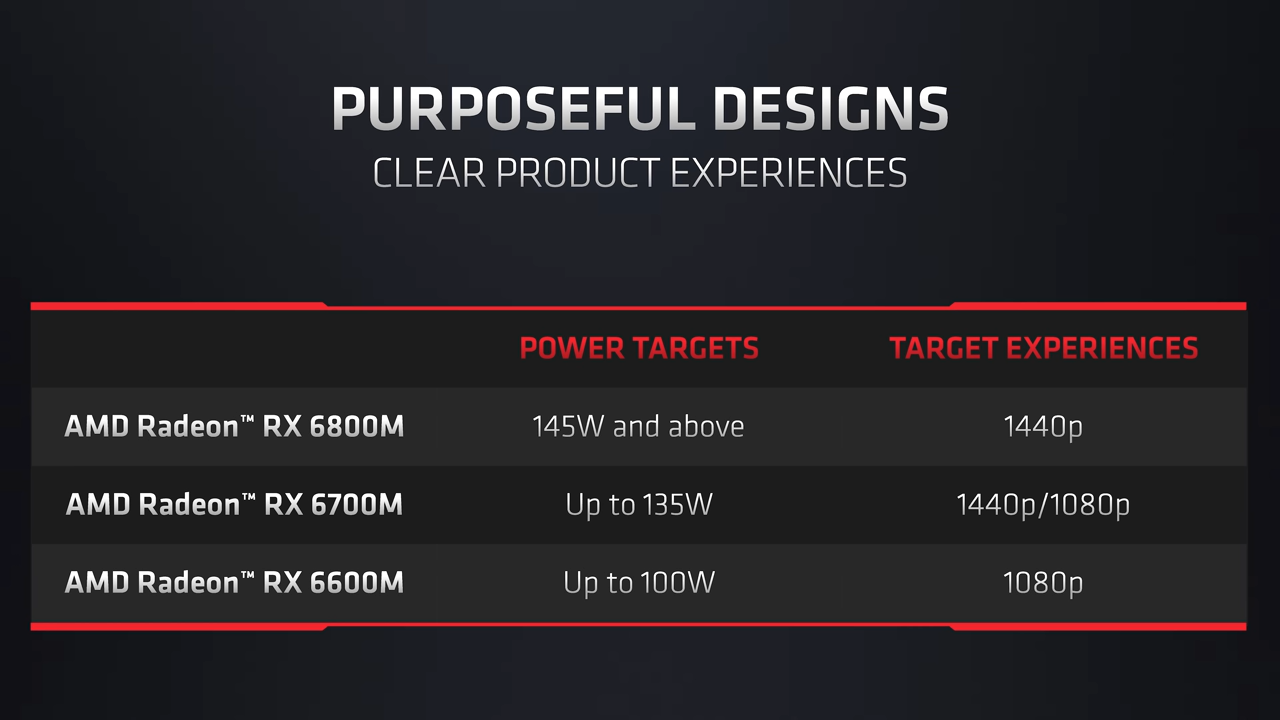 PURPOSEFUL DESIGNS
CLEAR PRODUCT EXPERIENCES
POWER TARGETS TARGET EXPERIENCES
AMD Radeon™ RX 6800M 145W and above 1440p
AMD Radeon™ RX 6700M Up to 135W 1440p/1080p
AMD Radeon™ RX 6600M Up to 100W 1080p